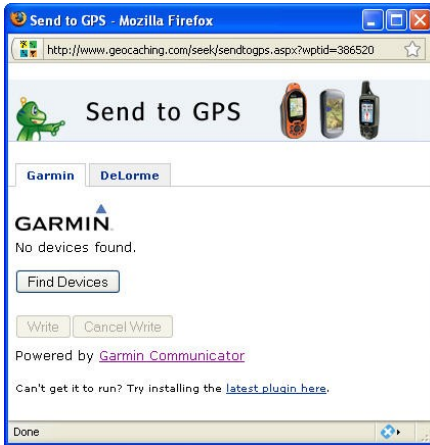 Send to GPS - Mozilla Firefox
http://www.geocaching.com/seek/sendtogps.aspx?wptid=386520
Send to GPS
Garmin DeLorme
GARMIN
No devices found.
Find Devices
Write Cancel Write
Powered by Garmin Communicator
Can't get it to run? Try installing the latest plugin here.
Done